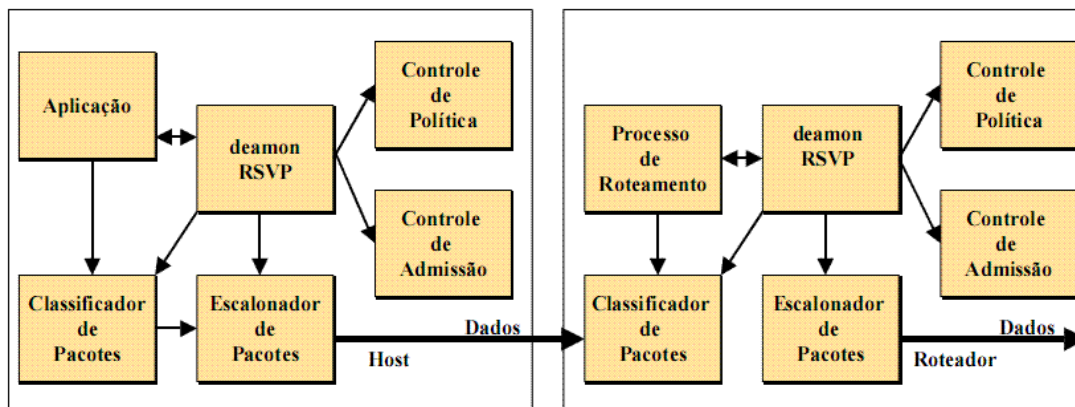 Aplicação
deamon
RSVP
Controle
de
Política
Controle
de
Admissão
Classificador
de
Pacotes
Escalonador
de
Pacotes
Dados
Host
Processo
de
Roteamento
deamon
RSVP
Controle
de
Política
Controle
de
Admissão
Classificador
de
Pacotes
Escalonador
de
Pacotes
Dados
Roteador